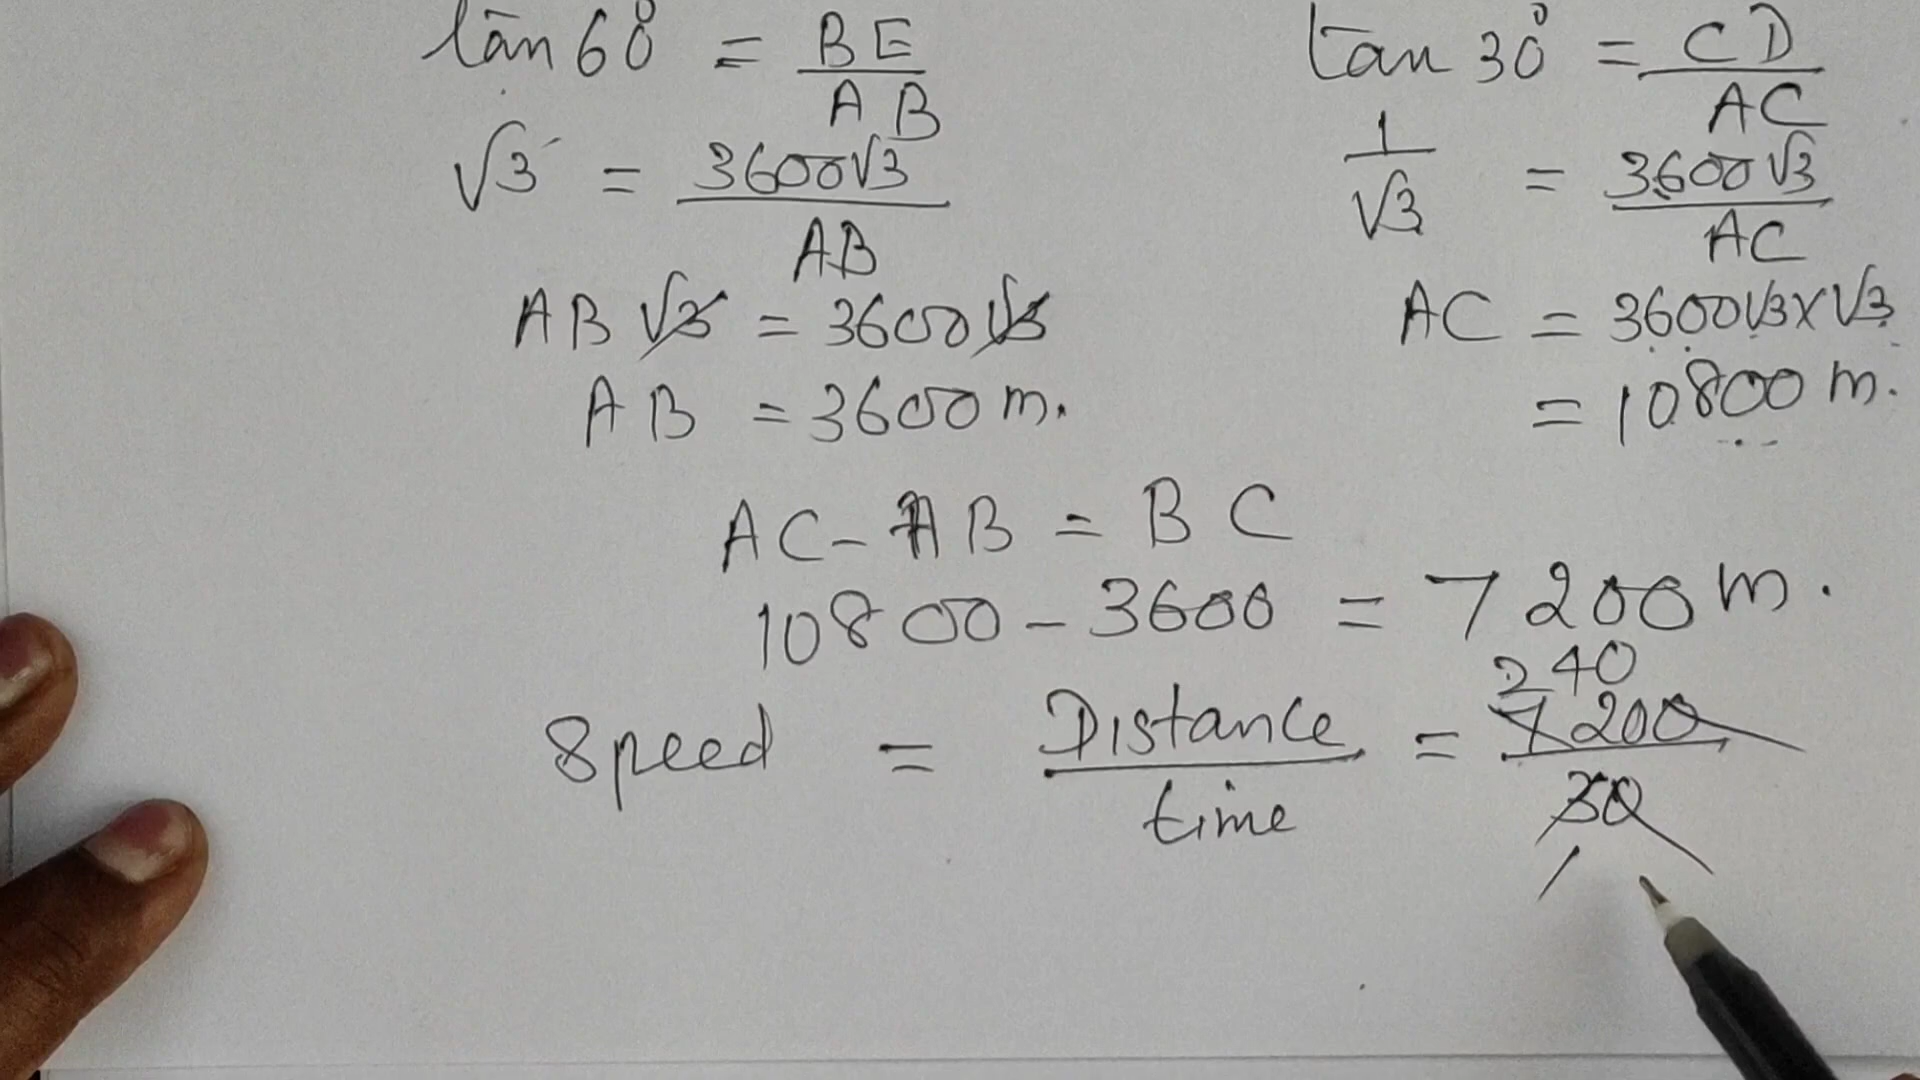 tan 60° = BE / AB
tan 30° = CD / AC
√3 = 3600√3 / AB
1 / √3 = 3600√3 / AC
AB √3 = 3600√3
AC = 3600√3 x √3
AB = 3600 m.
= 10800 m.
AC - AB = BC
10800 - 3600 = 7200 m.
240
Speed = Distance / time = 7200 / 30